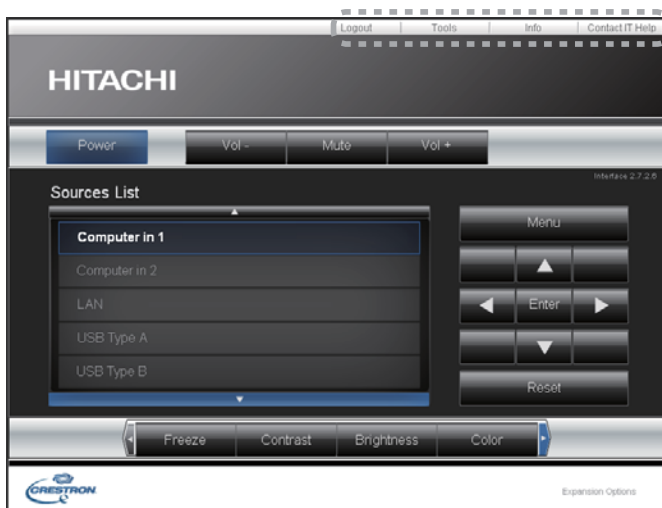 Logout Tools Info Contact IT Help
HITACHI
Power Vol - Mute Vol +
Interface 2.7.2.6
Sources List
Computer in 1
Computer in 2
LAN
USB Type A
USB Type B
Menu
Enter
Reset
Freeze Contrast Brightness Color
CRESTRON
Expansion Options